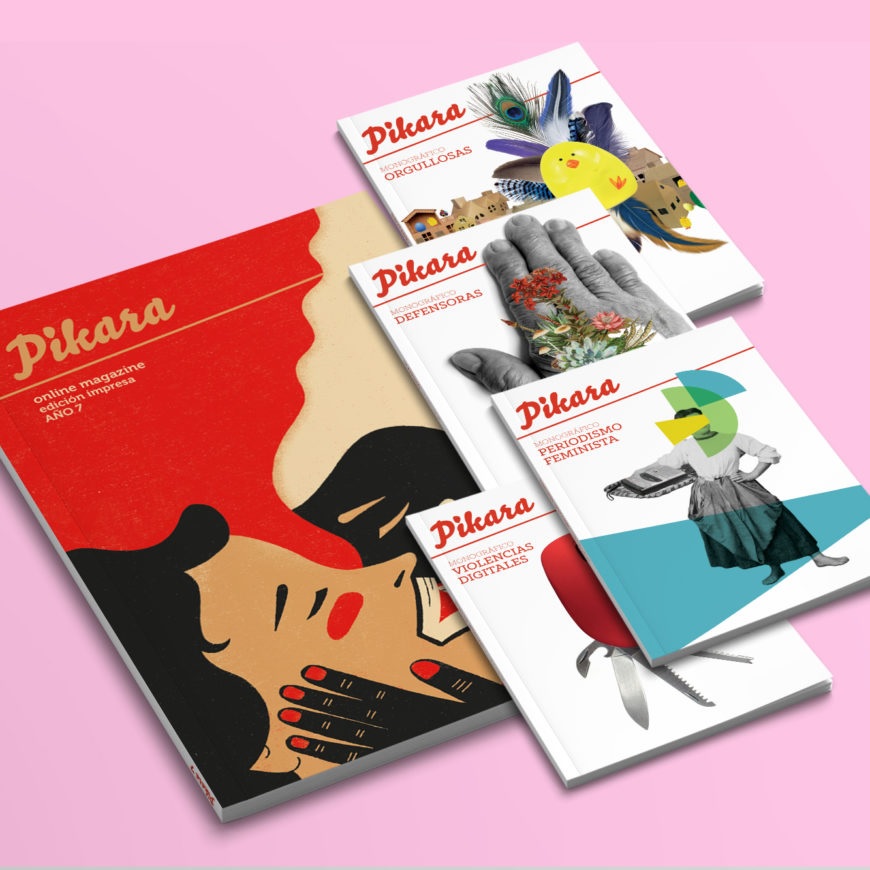 Pikara
MONOGRÁFICO
ORGULLOSAS
Pikara
MONOGRÁFICO
DEFENSORAS
Pikara
online magazine
edición impresa
AÑO 7
Pikara
MONOGRÁFICO
PERIODISMO
FEMINISTA
Pikara
MONOGRÁFICO
VIOLENCIAS
DIGITALES